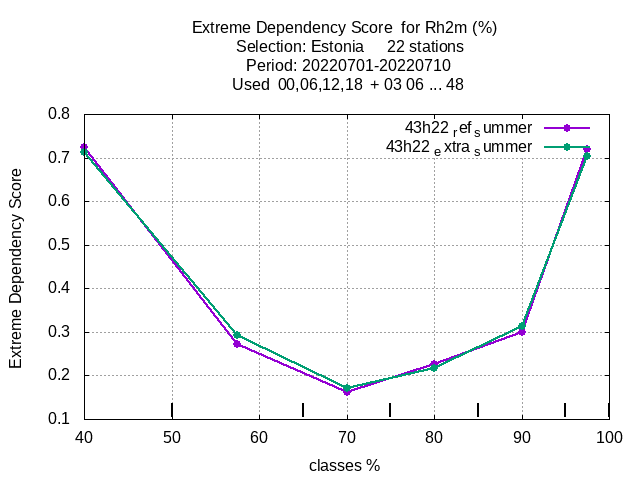 Extreme Dependency Score  for Rh2m (%)
Selection: Estonia     22 stations
Period: 20220701-20220710
Used  00,06,12,18  + 03 06 ... 48
43h22 ref summer
43h22 extra summer
Extreme Dependency Score
0.8
0.7
0.6
0.5
0.4
0.3
0.2
0.1
40 50 60 70 80 90 100
classes %